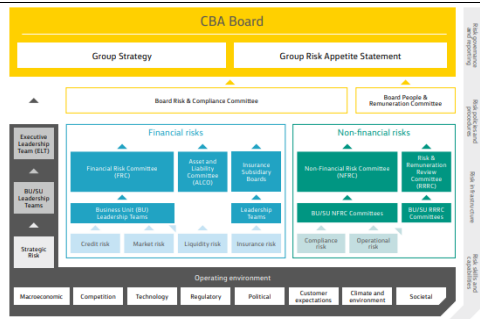 CBA Board
Group Strategy
Group Risk Appetite Statement
Board Risk & Compliance Committee
Board People &
Remuneration Committee
Executive
Leadership
Team (ELT)
BU/SU
Leadership
Teams
Strategic
Risk
Financial risks
Financial Risk Committee
(FRC)
Asset and
Liability
Committee
(ALCO)
Insurance
Subsidiary
Boards
Business Unit (BU)
Leadership Teams
Leadership
Teams
Credit risk
Market risk
Liquidity risk
Insurance risk
Non-financial risks
Non-Financial Risk Committee
(NFRC)
Risk &
Remuneration
Review
Committee
(RRRC)
BU/SU NFRC Committees
BU/SU RRRC
Committees
Compliance
risk
Operational
risk
Operating environment
Macroeconomic
Competition
Technology
Regulatory
Political
Customer
expectations
Climate and
environment
Societal
Risk governance
and reporting
Risk policies and
procedures
Risk infrastructure
Risk skills and
capabilities